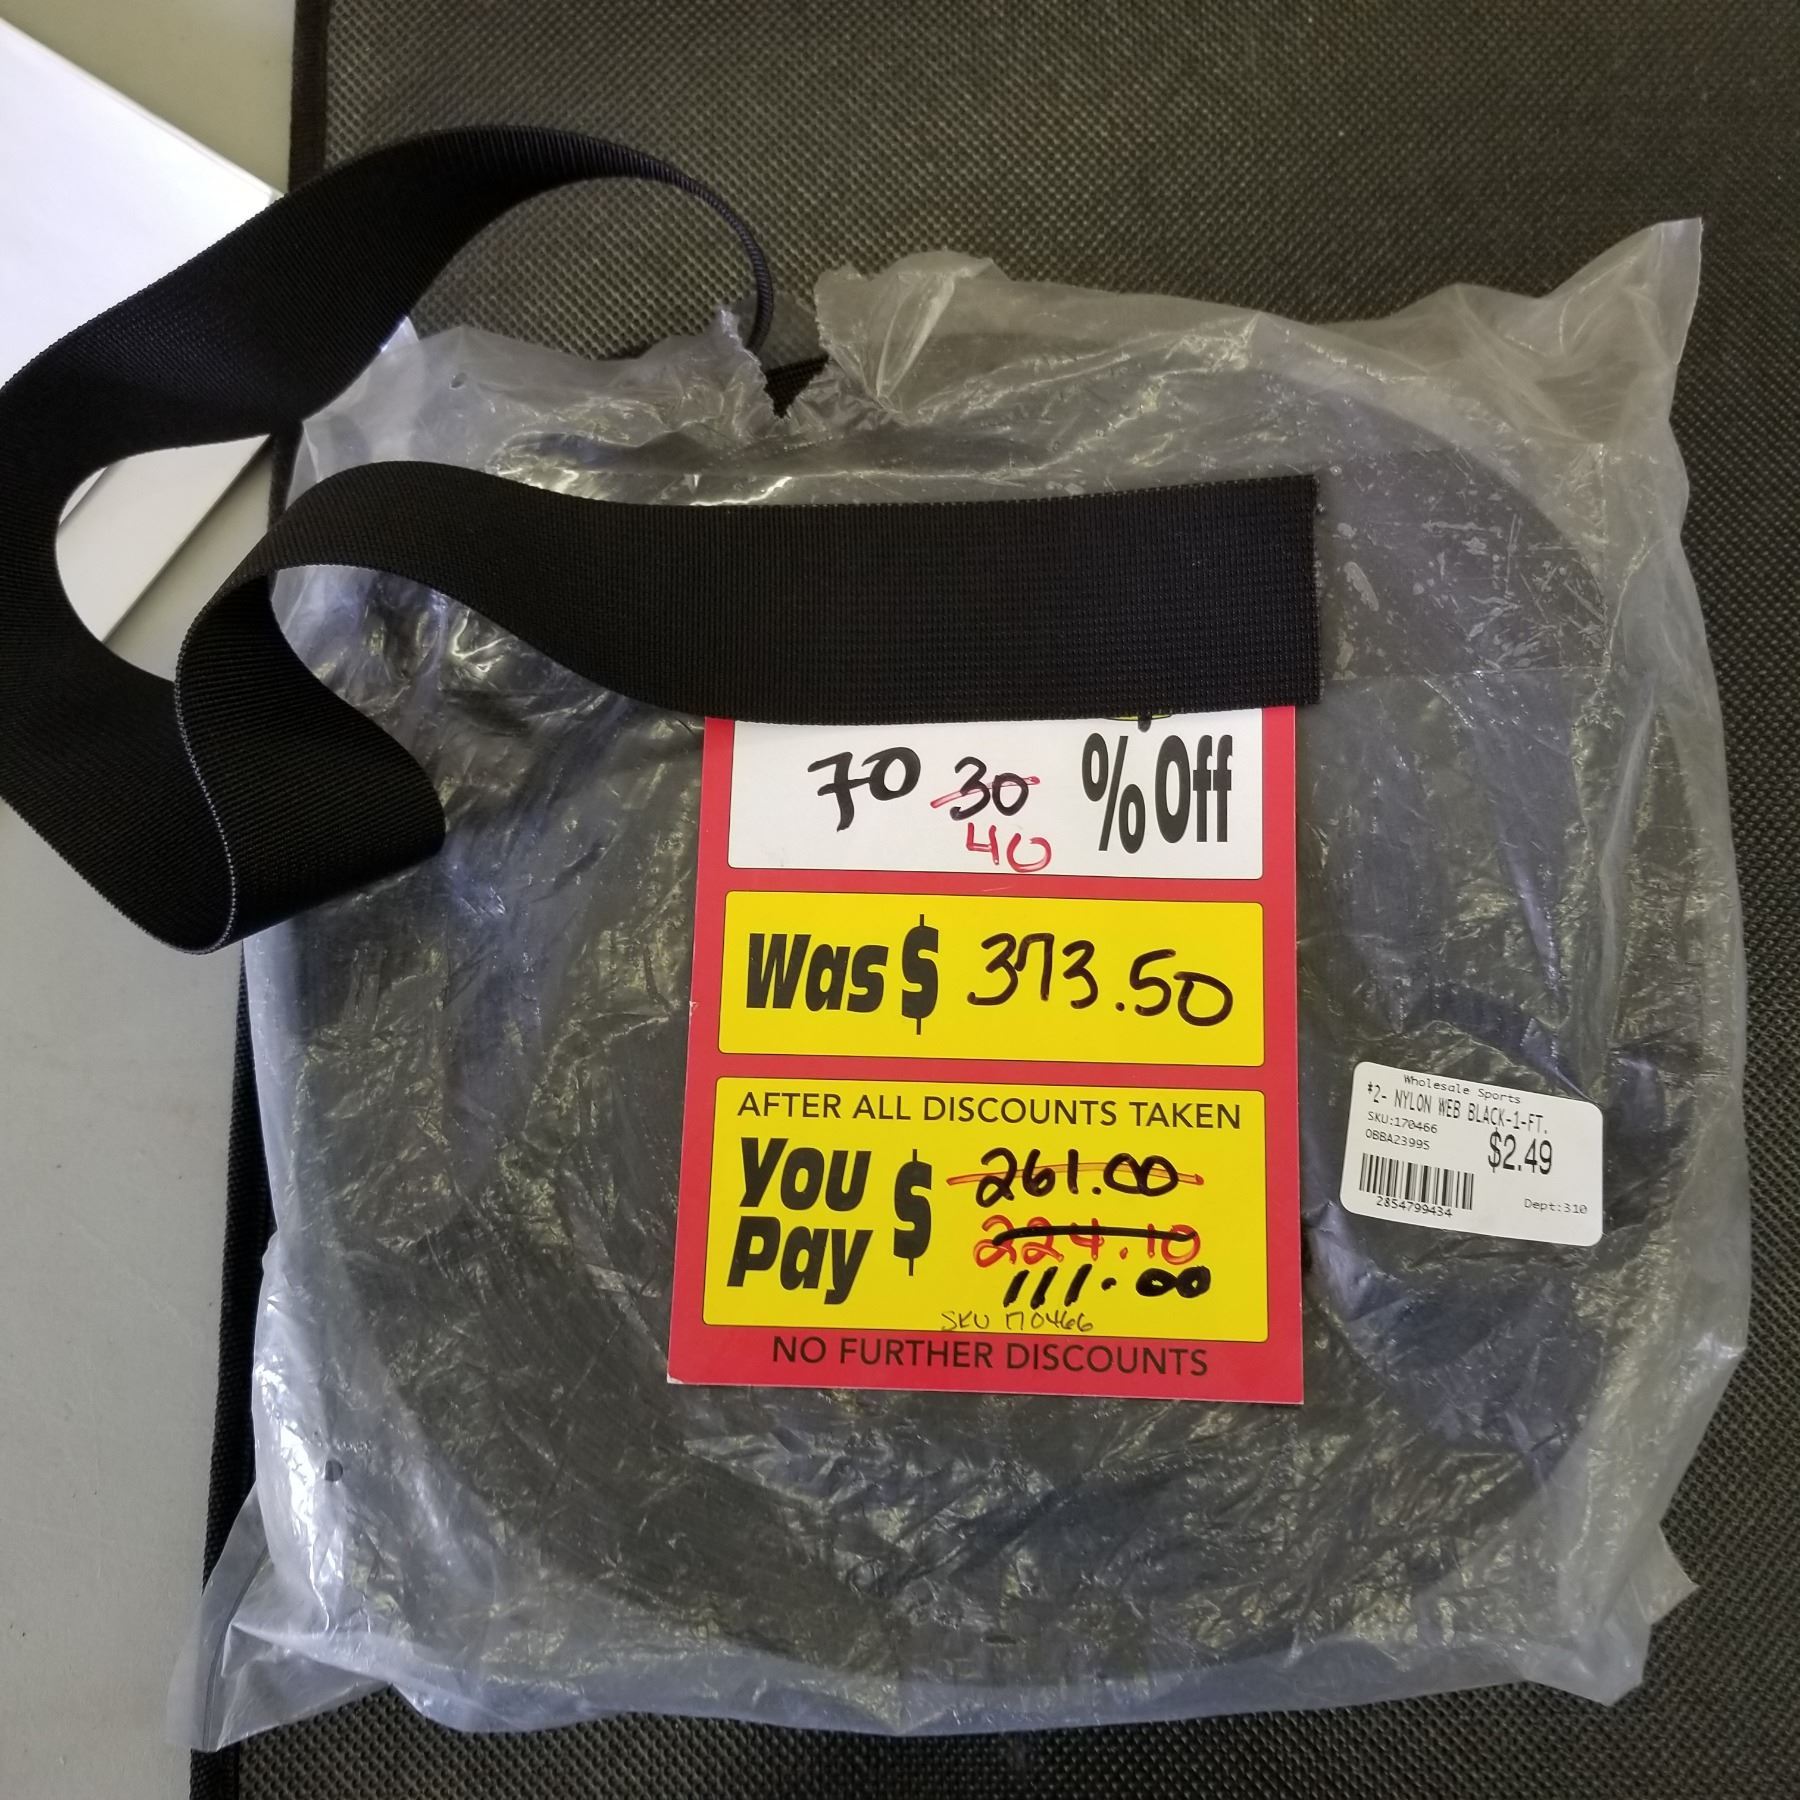 70 30 % Off
40
Was $ 373.50
AFTER ALL DISCOUNTS TAKEN
You Pay $ 261.00
224.10
111.00
SKU 170466
NO FURTHER DISCOUNTS
Wholesale Sports
#2- NYLON WEB BLACK-1-FT.
SKU:170466
OBBA23995
$2.49
2854799434
Dept:310